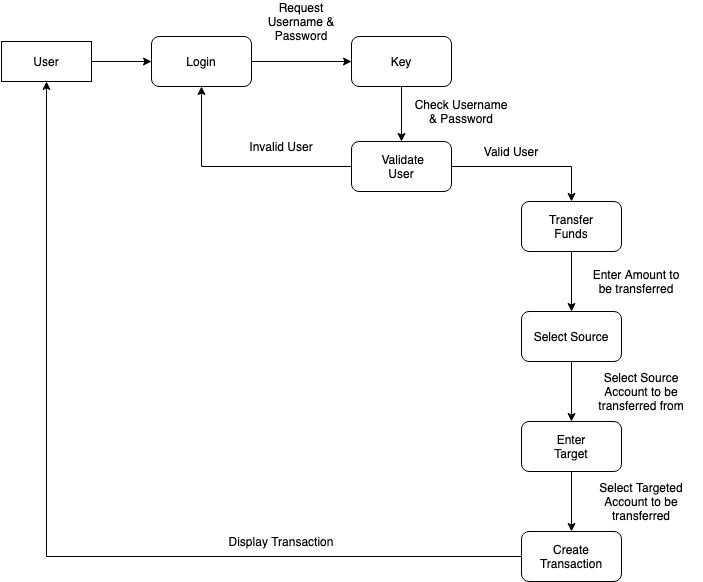 Request
Username &
Password
User
Login
Key
Check Username
& Password
Invalid User
Validate
User
Valid User
Transfer
Funds
Enter Amount to
be transferred
Select Source
Select Source
Account to be
transferred from
Enter
Target
Select Targeted
Account to be
transferred
Display Transaction
Create
Transaction